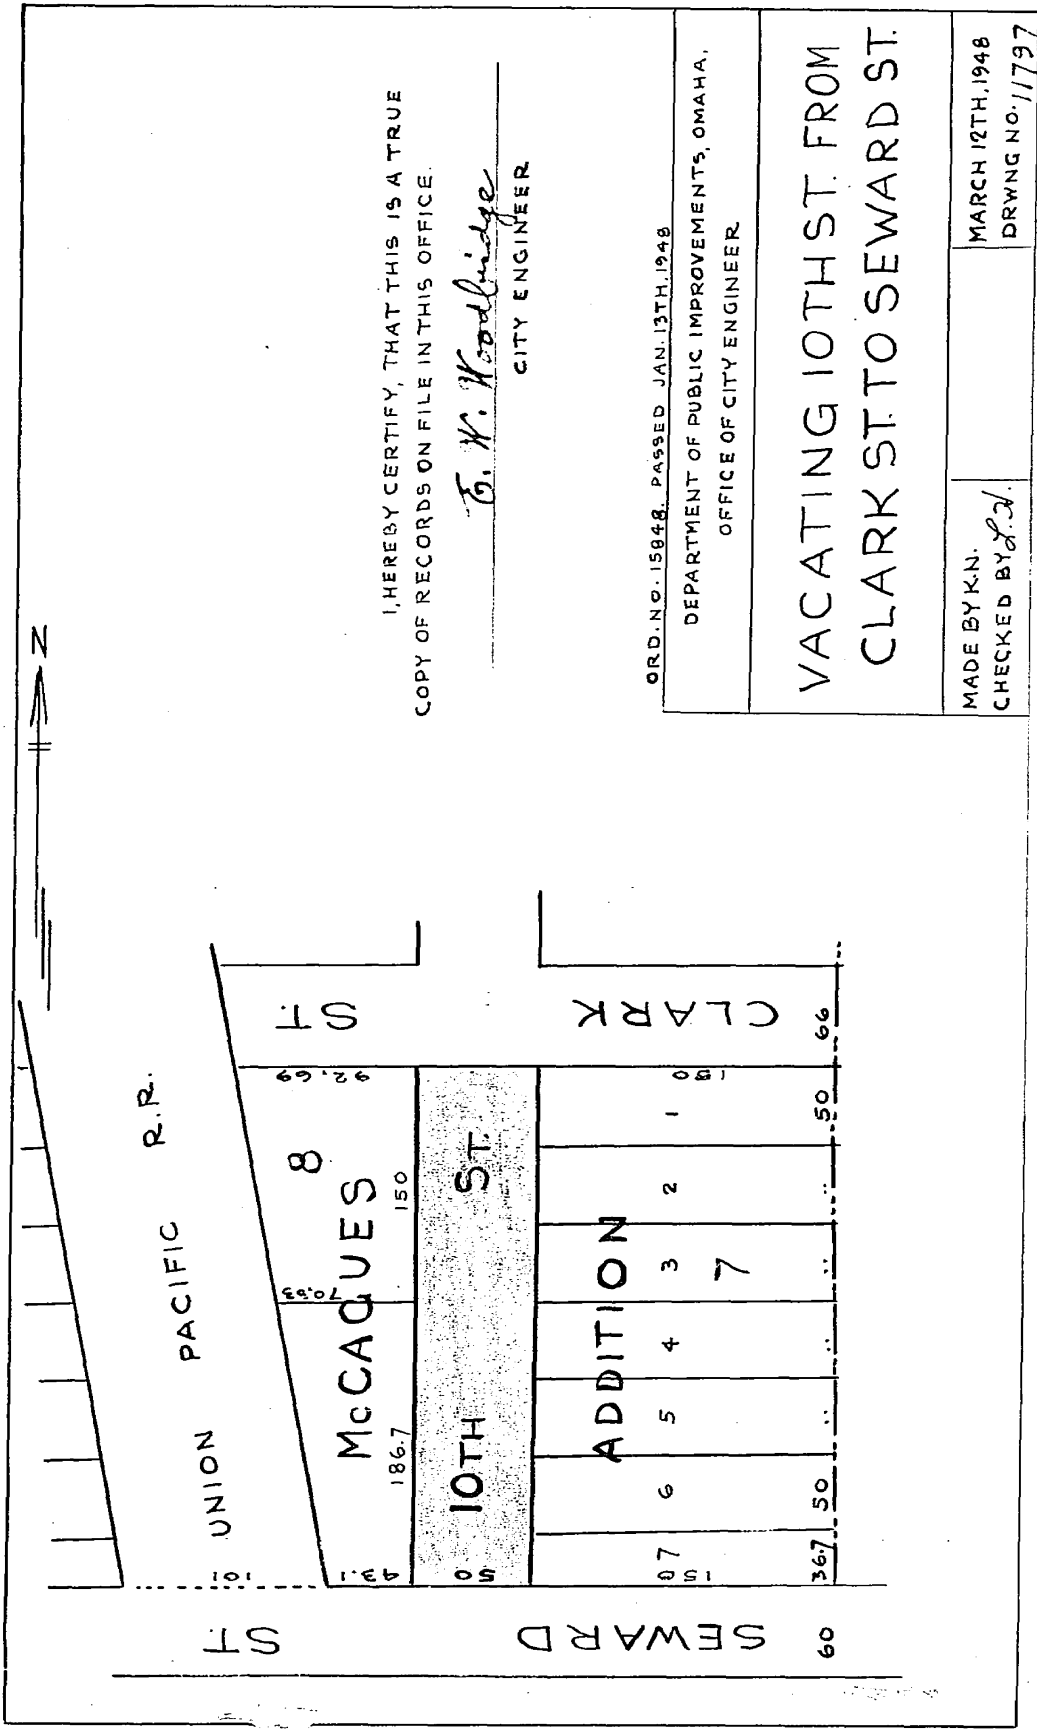 N
I, HEREBY CERTIFY, THAT THIS IS A TRUE
COPY OF RECORDS ON FILE IN THIS OFFICE.
E. W. Woodbridge
CITY ENGINEER
ORD. NO. 15848. PASSED JAN. 13TH, 1948
DEPARTMENT OF PUBLIC IMPROVEMENTS, OMAHA,
OFFICE OF CITY ENGINEER
VACATING 10TH ST. FROM
CLARK ST. TO SEWARD ST.
MADE BY K.N.
CHECKED BY L.H.
MARCH 12TH, 1948
DRWNG NO. 11797
UNION PACIFIC R.R.
101
8
McCAGUES
92.69
70.03
43.1
186.7
150
10TH ST.
50
ADDITION
7
1
2
3
4
5
6
7
150
150
36.7
50
"
"
"
"
50
66
60
CLARK ST.
SEWARD ST.